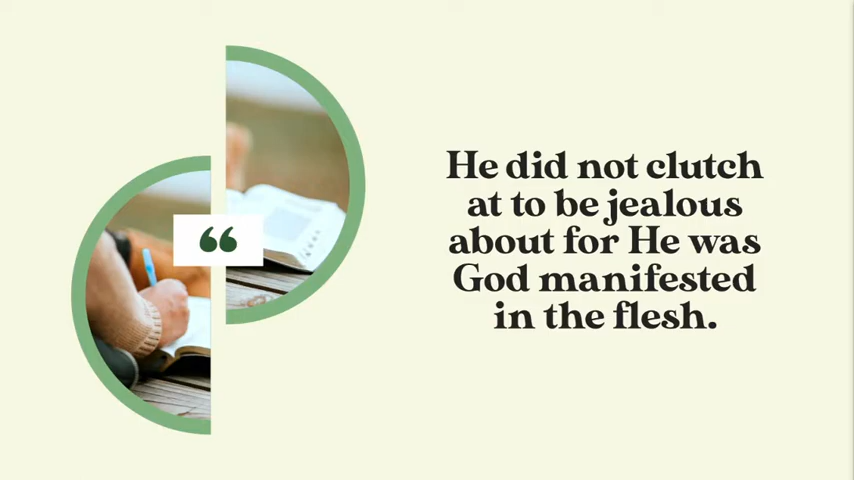 “
He did not clutch
at to be jealous
about for He was
God manifested
in the flesh.